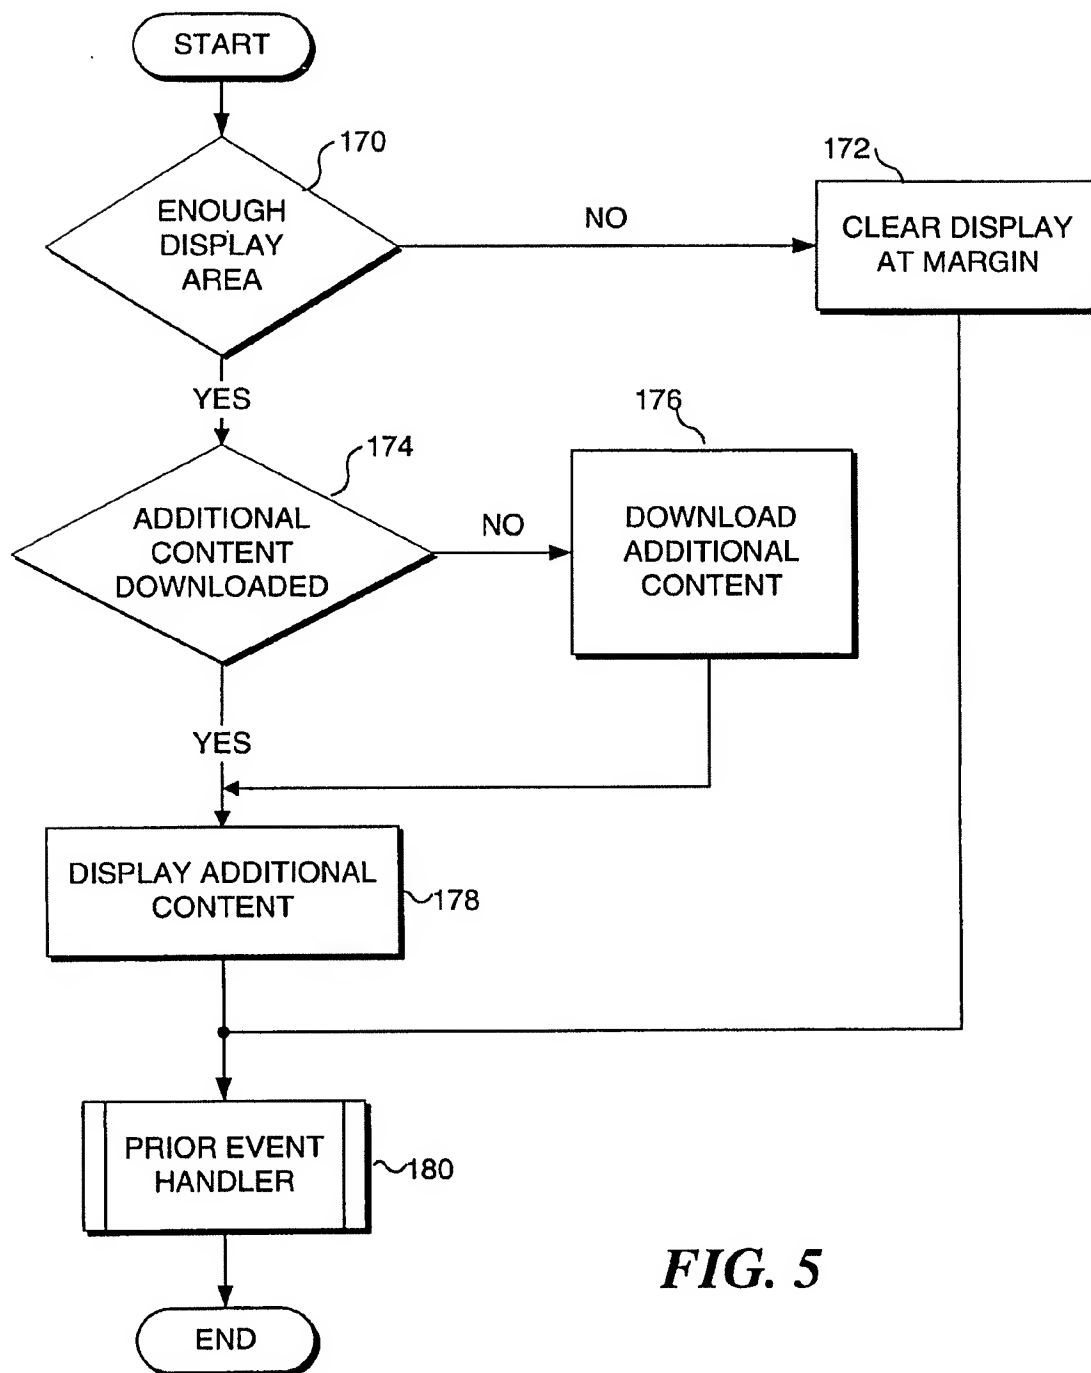 START
170
ENOUGH
DISPLAY
AREA
NO
172
CLEAR DISPLAY
AT MARGIN
YES
174
ADDITIONAL
CONTENT
DOWNLOADED
NO
176
DOWNLOAD
ADDITIONAL
CONTENT
YES
DISPLAY ADDITIONAL
CONTENT
178
PRIOR EVENT
HANDLER
180
END
FIG. 5